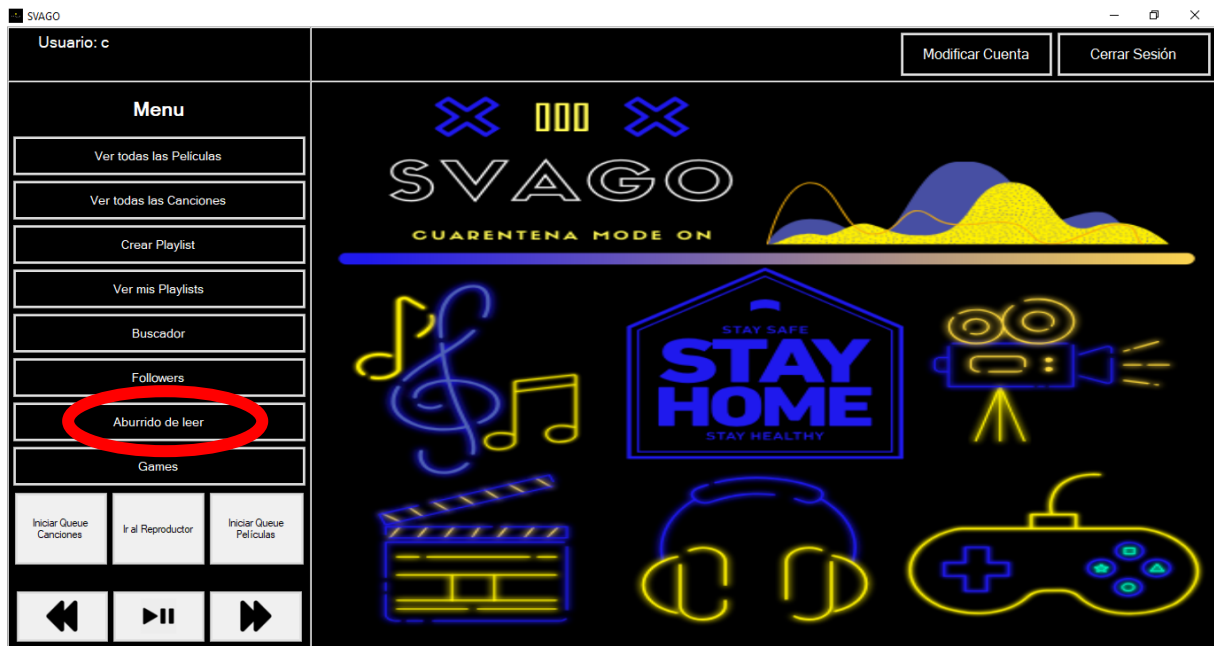 SVAGO
Usuario: c
Modificar Cuenta
Cerrar Sesión
Menu
Ver todas las Peliculas
Ver todas las Canciones
Crear Playlist
Ver mis Playlists
Buscador
Followers
Aburrido de leer
Games
Iniciar Queue
Canciones
Ir al Reproductor
Iniciar Queue
Películas
SVAGO
CUARENTENA MODE ON
STAY SAFE
STAY
HOME
STAY HEALTHY